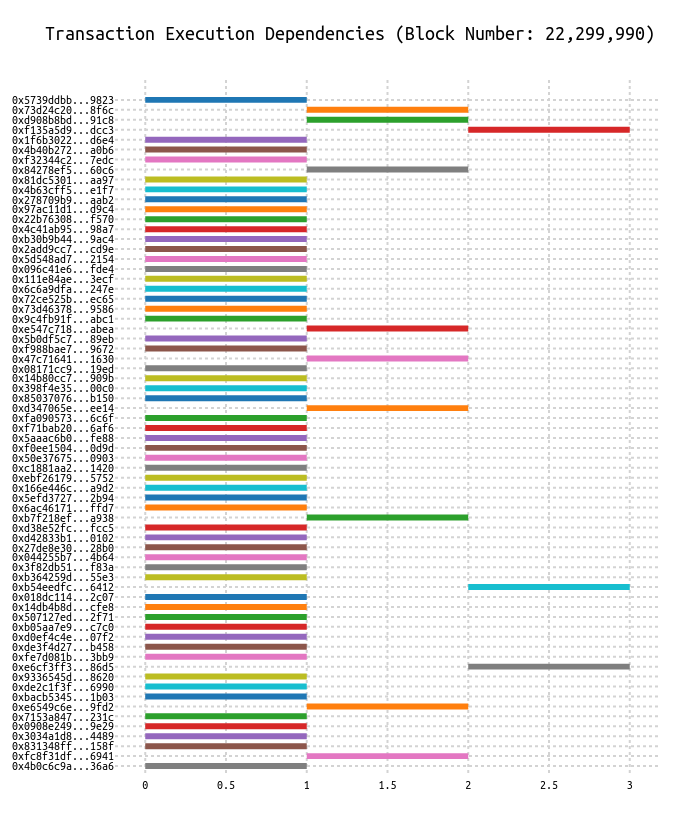 Transaction Execution Dependencies (Block Number: 22,299,990)
0x5739ddbb...9823
0x73d24c20...8f6c
0xd908b8bd...91c8
0xf135a5d9...dcc3
0x1f6b3022...d6e4
0x4b40b272...a0b6
0xf32344c2...7edc
0x84278ef5...60c6
0x81dc5301...aa97
0x4b63cff5...e1f7
0x278709b9...aab2
0x97ac11d1...d9c4
0x22b76308...f570
0x4c41ab95...98a7
0xb30b9b44...9ac4
0x2add9cc7...cd9e
0x5d548ad7...2154
0x096c41e6...fde4
0x111e84ae...3ecf
0x6c6a9dfa...247e
0x72ce525b...ec65
0x73d46378...9586
0x9c4fb91f...abc1
0xe547c718...abea
0x5b0df5c7...89eb
0xf988bae7...9672
0x47c71641...1630
0x08171cc9...19ed
0x14b80cc7...909b
0x398f4e35...00c0
0x85037076...b150
0xd347065e...ee14
0xfa090573...6c6f
0xf71bab20...6af6
0x5aaac6b0...fe88
0xf0ee1504...0d9d
0x50e37675...0903
0xc1881aa2...1420
0xebf26179...5752
0x166e446c...a9d2
0x5efd3727...2b94
0x6ac46171...ffd7
0xb7f218ef...a938
0xd38e52fc...fcc5
0xd42833b1...0102
0x27de8e30...28b0
0x044255b7...4b64
0x3f82db51...f83a
0xb364259d...55e3
0xb54eedfc...6412
0x018dc114...2c07
0x14db4b8d...cfe8
0x507127ed...2f71
0xb05aa7e9...c7c0
0xd0ef4c4e...07f2
0xde3f4d27...b458
0xfe7d081b...3bb9
0xe6cf3ff3...86d5
0x9336545d...8620
0xde2c1f3f...6990
0xbacb5345...1b03
0xe6549c6e...9fd2
0x7153a847...231c
0x0908e249...9e29
0x3034a1d8...4489
0x831348ff...158f
0xfc8f31df...6941
0x4b0c6c9a...36a6
0 0.5 1 1.5 2 2.5 3